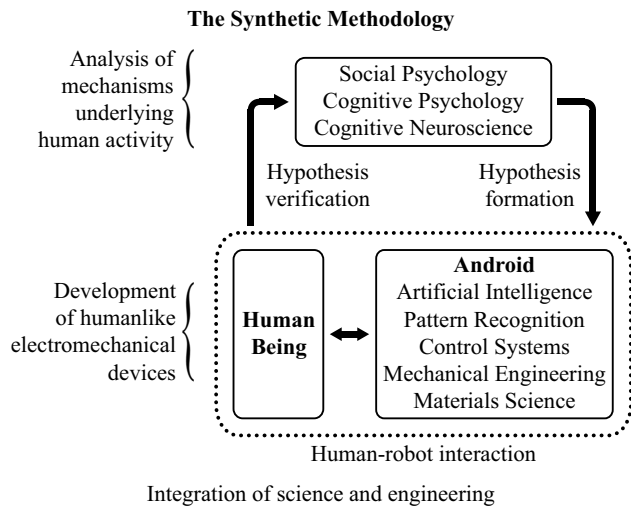 The Synthetic Methodology
Analysis of
mechanisms
underlying
human activity
Social Psychology
Cognitive Psychology
Cognitive Neuroscience
Hypothesis
verification
Hypothesis
formation
Development
of humanlike
electromechanical
devices
Human
Being
Android
Artificial Intelligence
Pattern Recognition
Control Systems
Mechanical Engineering
Materials Science
Human-robot interaction
Integration of science and engineering